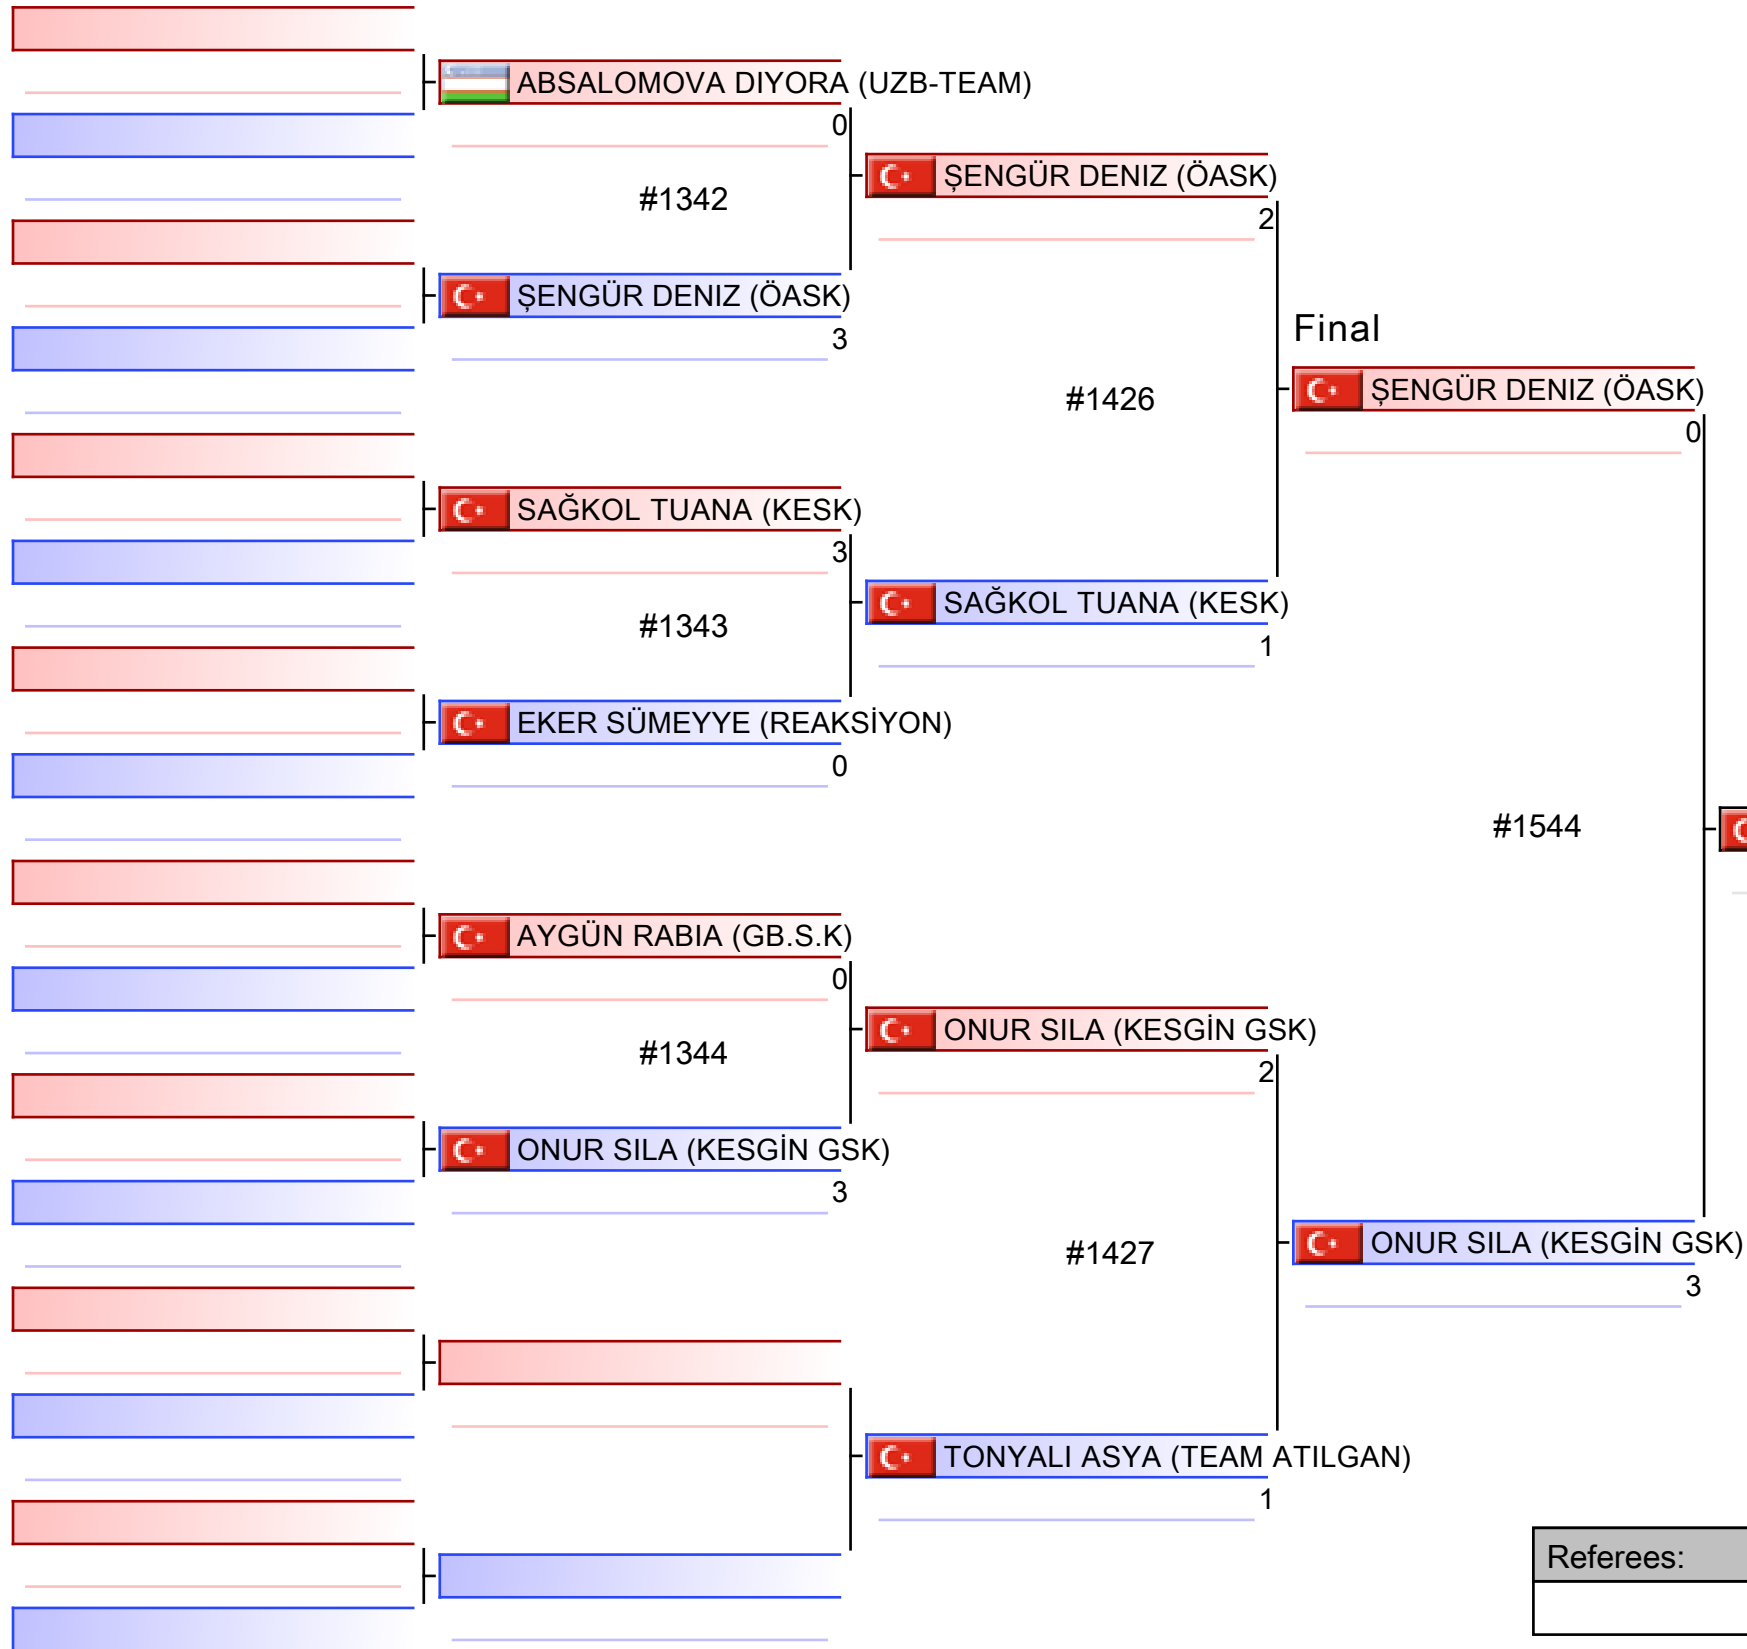 ABSALOMOVA DIYORA (UZB-TEAM)
0
#1342
ŞENGÜR DENIZ (ÖASK)
3
ŞENGÜR DENIZ (ÖASK)
2
#1426
Final
ŞENGÜR DENIZ (ÖASK)
0
SAĞKOL TUANA (KESK)
3
#1343
EKER SÜMEYYE (REAKSİYON)
0
SAĞKOL TUANA (KESK)
1
#1544
AYGÜN RABIA (GB.S.K)
0
#1344
ONUR SILA (KESGİN GSK)
3
ONUR SILA (KESGİN GSK)
2
#1427
ONUR SILA (KESGİN GSK)
3
TONYALI ASYA (TEAM ATILGAN)
1
Referees: